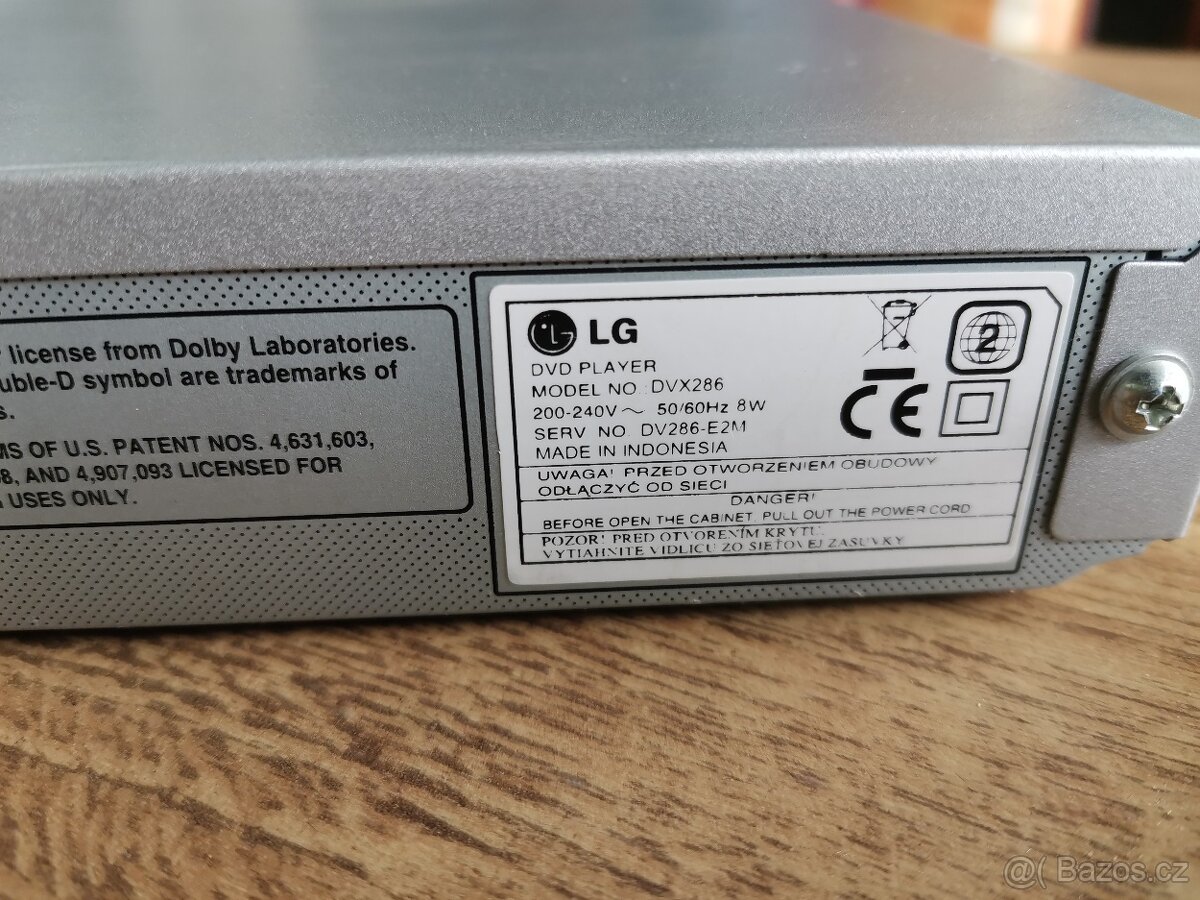 license from Dolby Laboratories.
uble-D symbol are trademarks of
s.
MS OF U.S. PATENT NOS. 4,631,603,
8, AND 4,907,093 LICENSED FOR
USES ONLY.
LG
DVD PLAYER
MODEL NO. DVX286
200-240V ~ 50/60Hz 8W
SERV NO. DV286-E2M
MADE IN INDONESIA
2
CE
UWAGA! PRZED OTWORZENIEM OBUDOWY
ODŁĄCZYĆ OD SIECI
DANGER!
BEFORE OPEN THE CABINET, PULL OUT THE POWER CORD
POZOR! PRED OTVORENÍM KRYTU
VYTIAHNITE VIDLICU ZO SIEŤOVEJ ZÁSUVKY
@( Bazos.cz